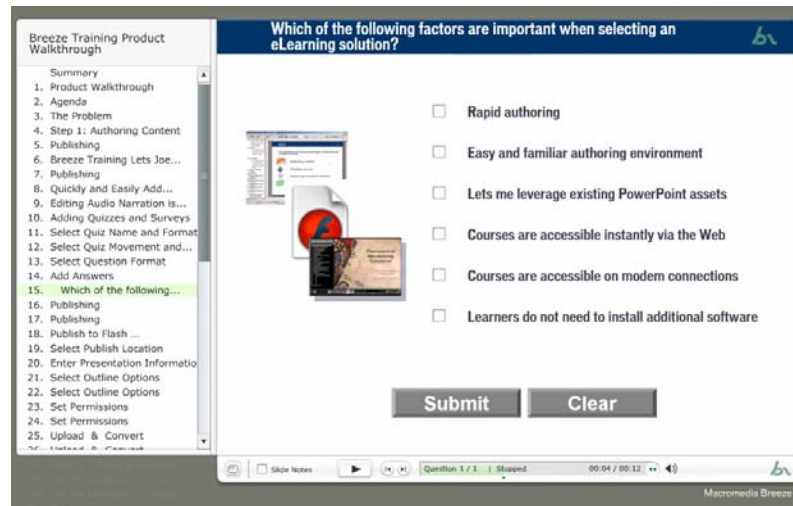 Breeze Training Product
Walkthrough
Summary
1. Product Walkthrough
2. Agenda
3. The Problem
4. Step 1: Authoring Content
5. Publishing
6. Breeze Training Lets Joe...
7. Publishing
8. Quickly and Easily Add...
9. Editing Audio Narration is...
10. Adding Quizzes and Surveys
11. Select Quiz Name and Format
12. Select Quiz Movement and...
13. Select Question Format
14. Add Answers
15. Which of the following...
16. Publishing
17. Publishing
18. Publish to Flash ...
19. Select Publish Location
20. Enter Presentation Informatio
21. Select Outline Options
22. Select Outline Options
23. Set Permissions
24. Set Permissions
25. Upload & Convert
Which of the following factors are important when selecting an
eLearning solution?
Rapid authoring
Easy and familiar authoring environment
Lets me leverage existing PowerPoint assets
Courses are accessible instantly via the Web
Courses are accessible on modem connections
Learners do not need to install additional software
Submit
Clear
Slide Notes
Question 1 / 1 | Stopped
00:04 / 00:12
Macromedia Breeze